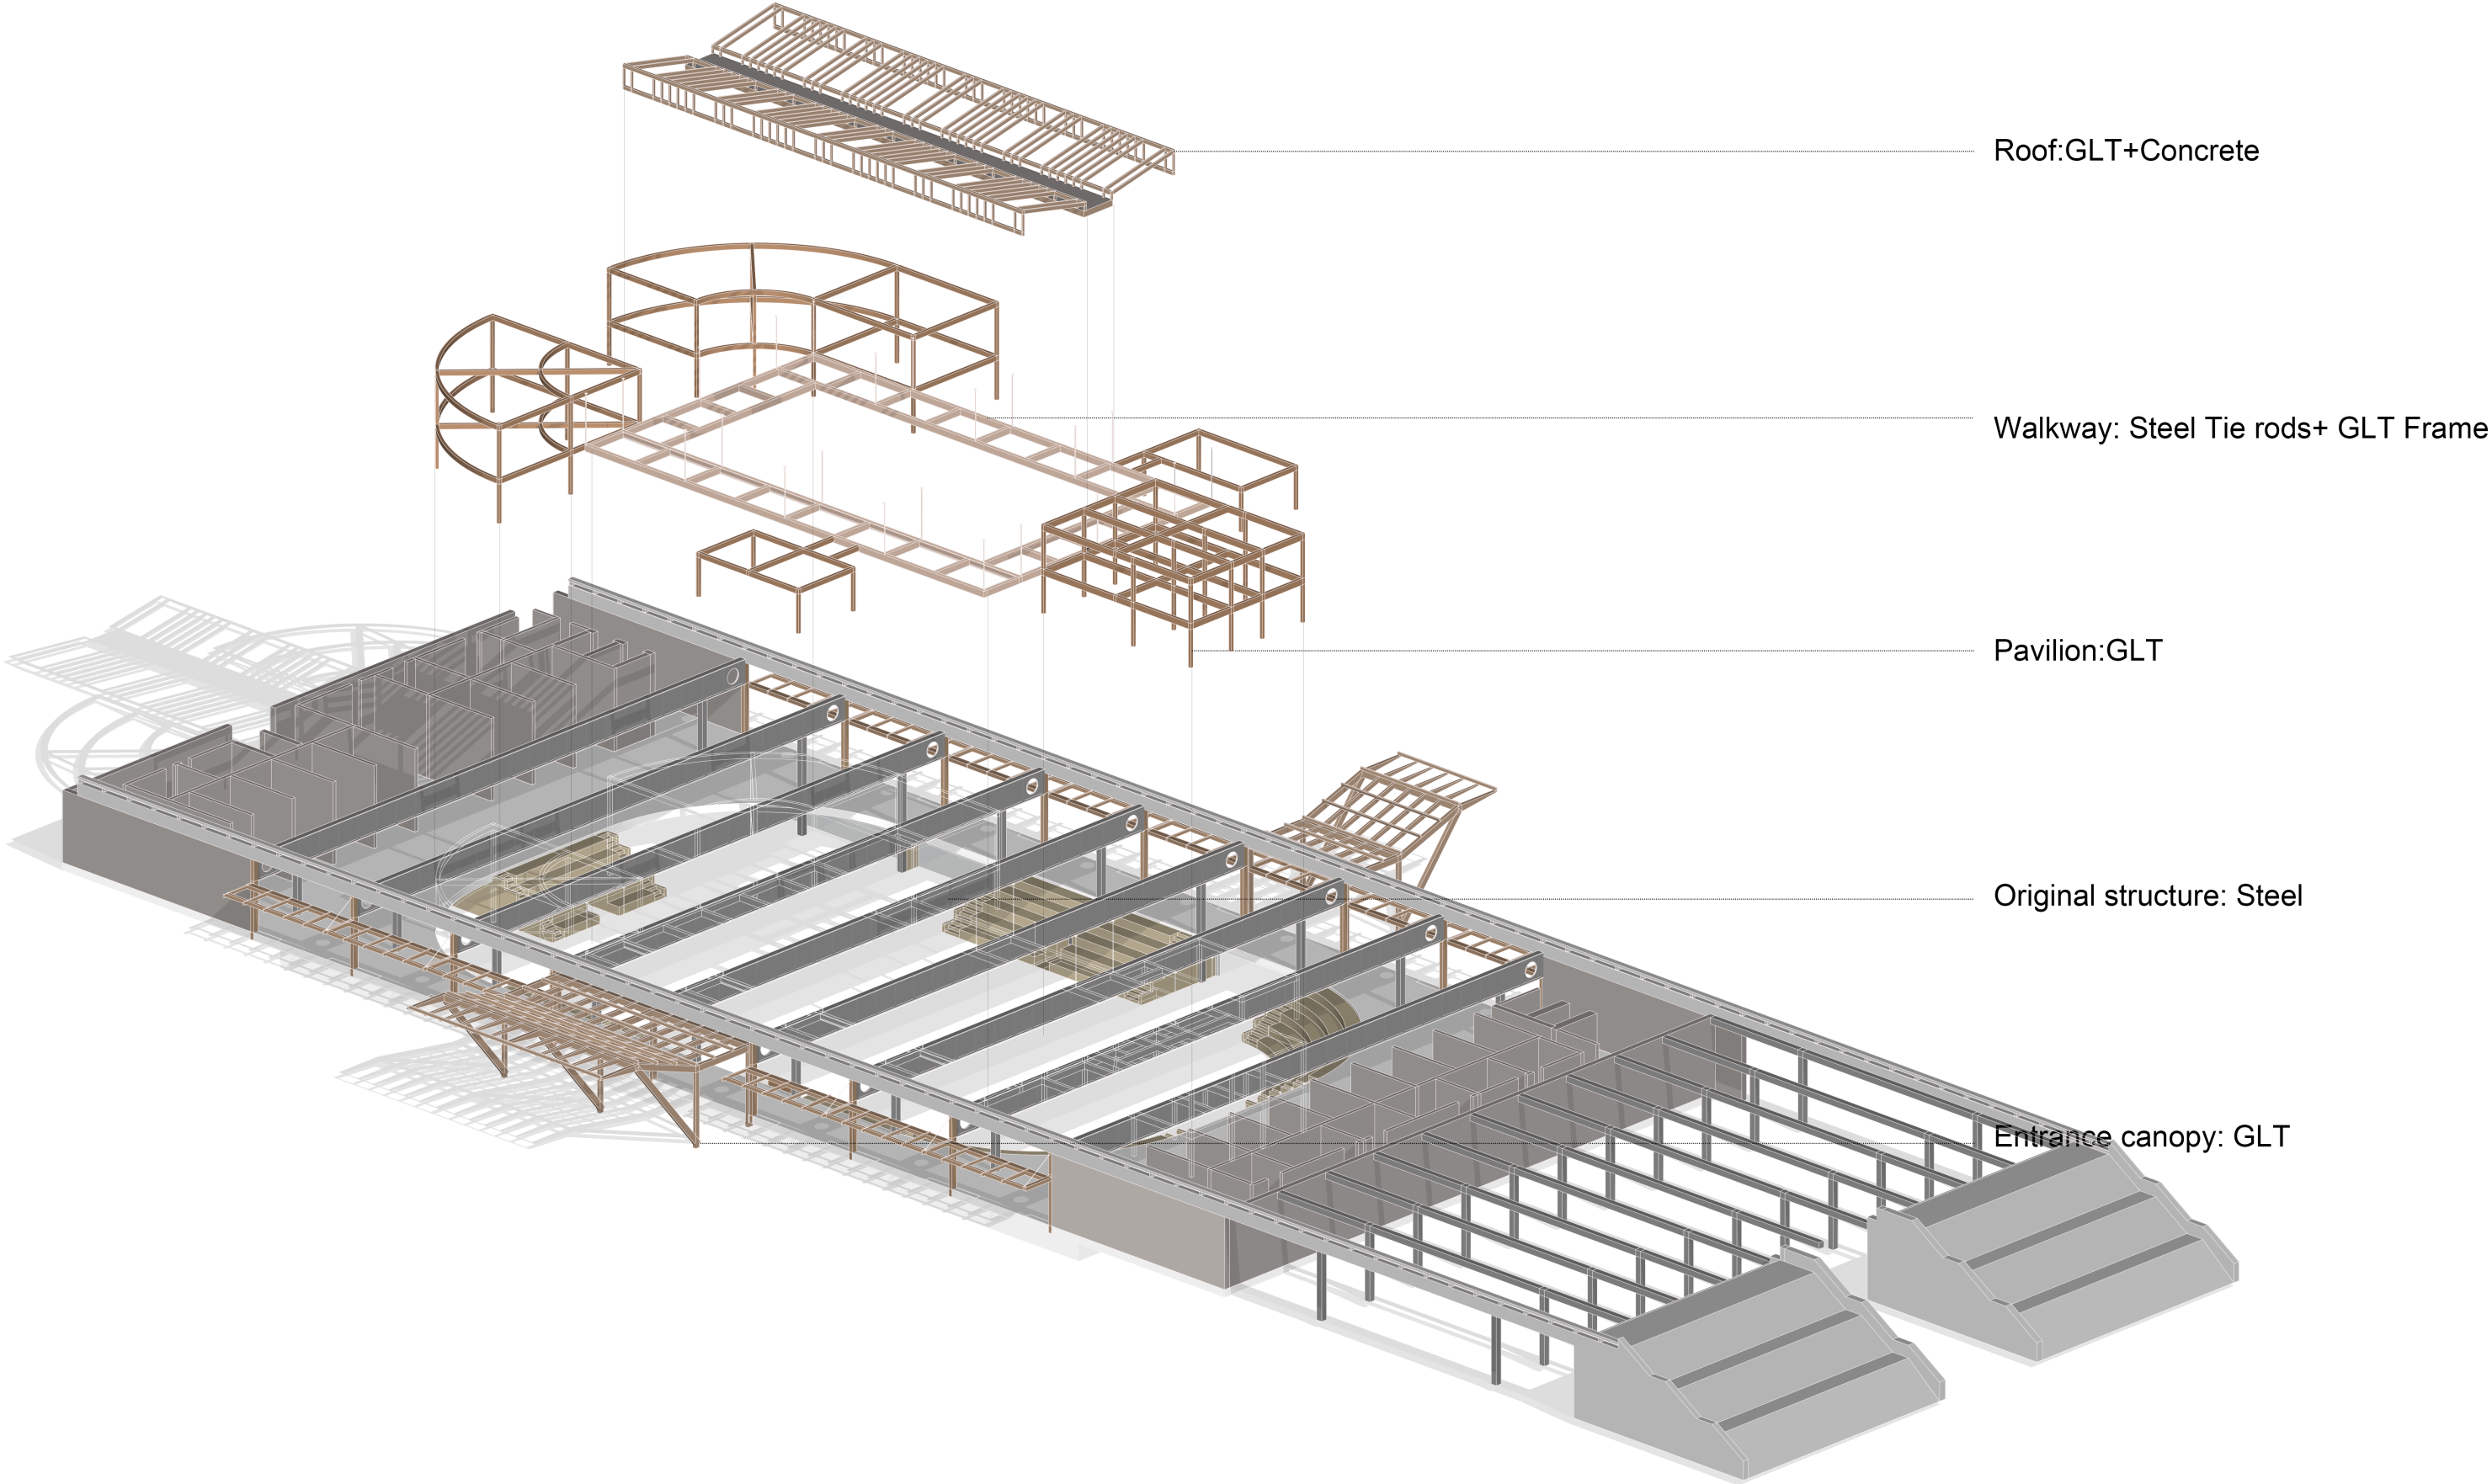 Roof:GLT+Concrete
Walkway: Steel Tie rods+ GLT Frame
Pavilion:GLT
Original structure: Steel
Entrance canopy: GLT